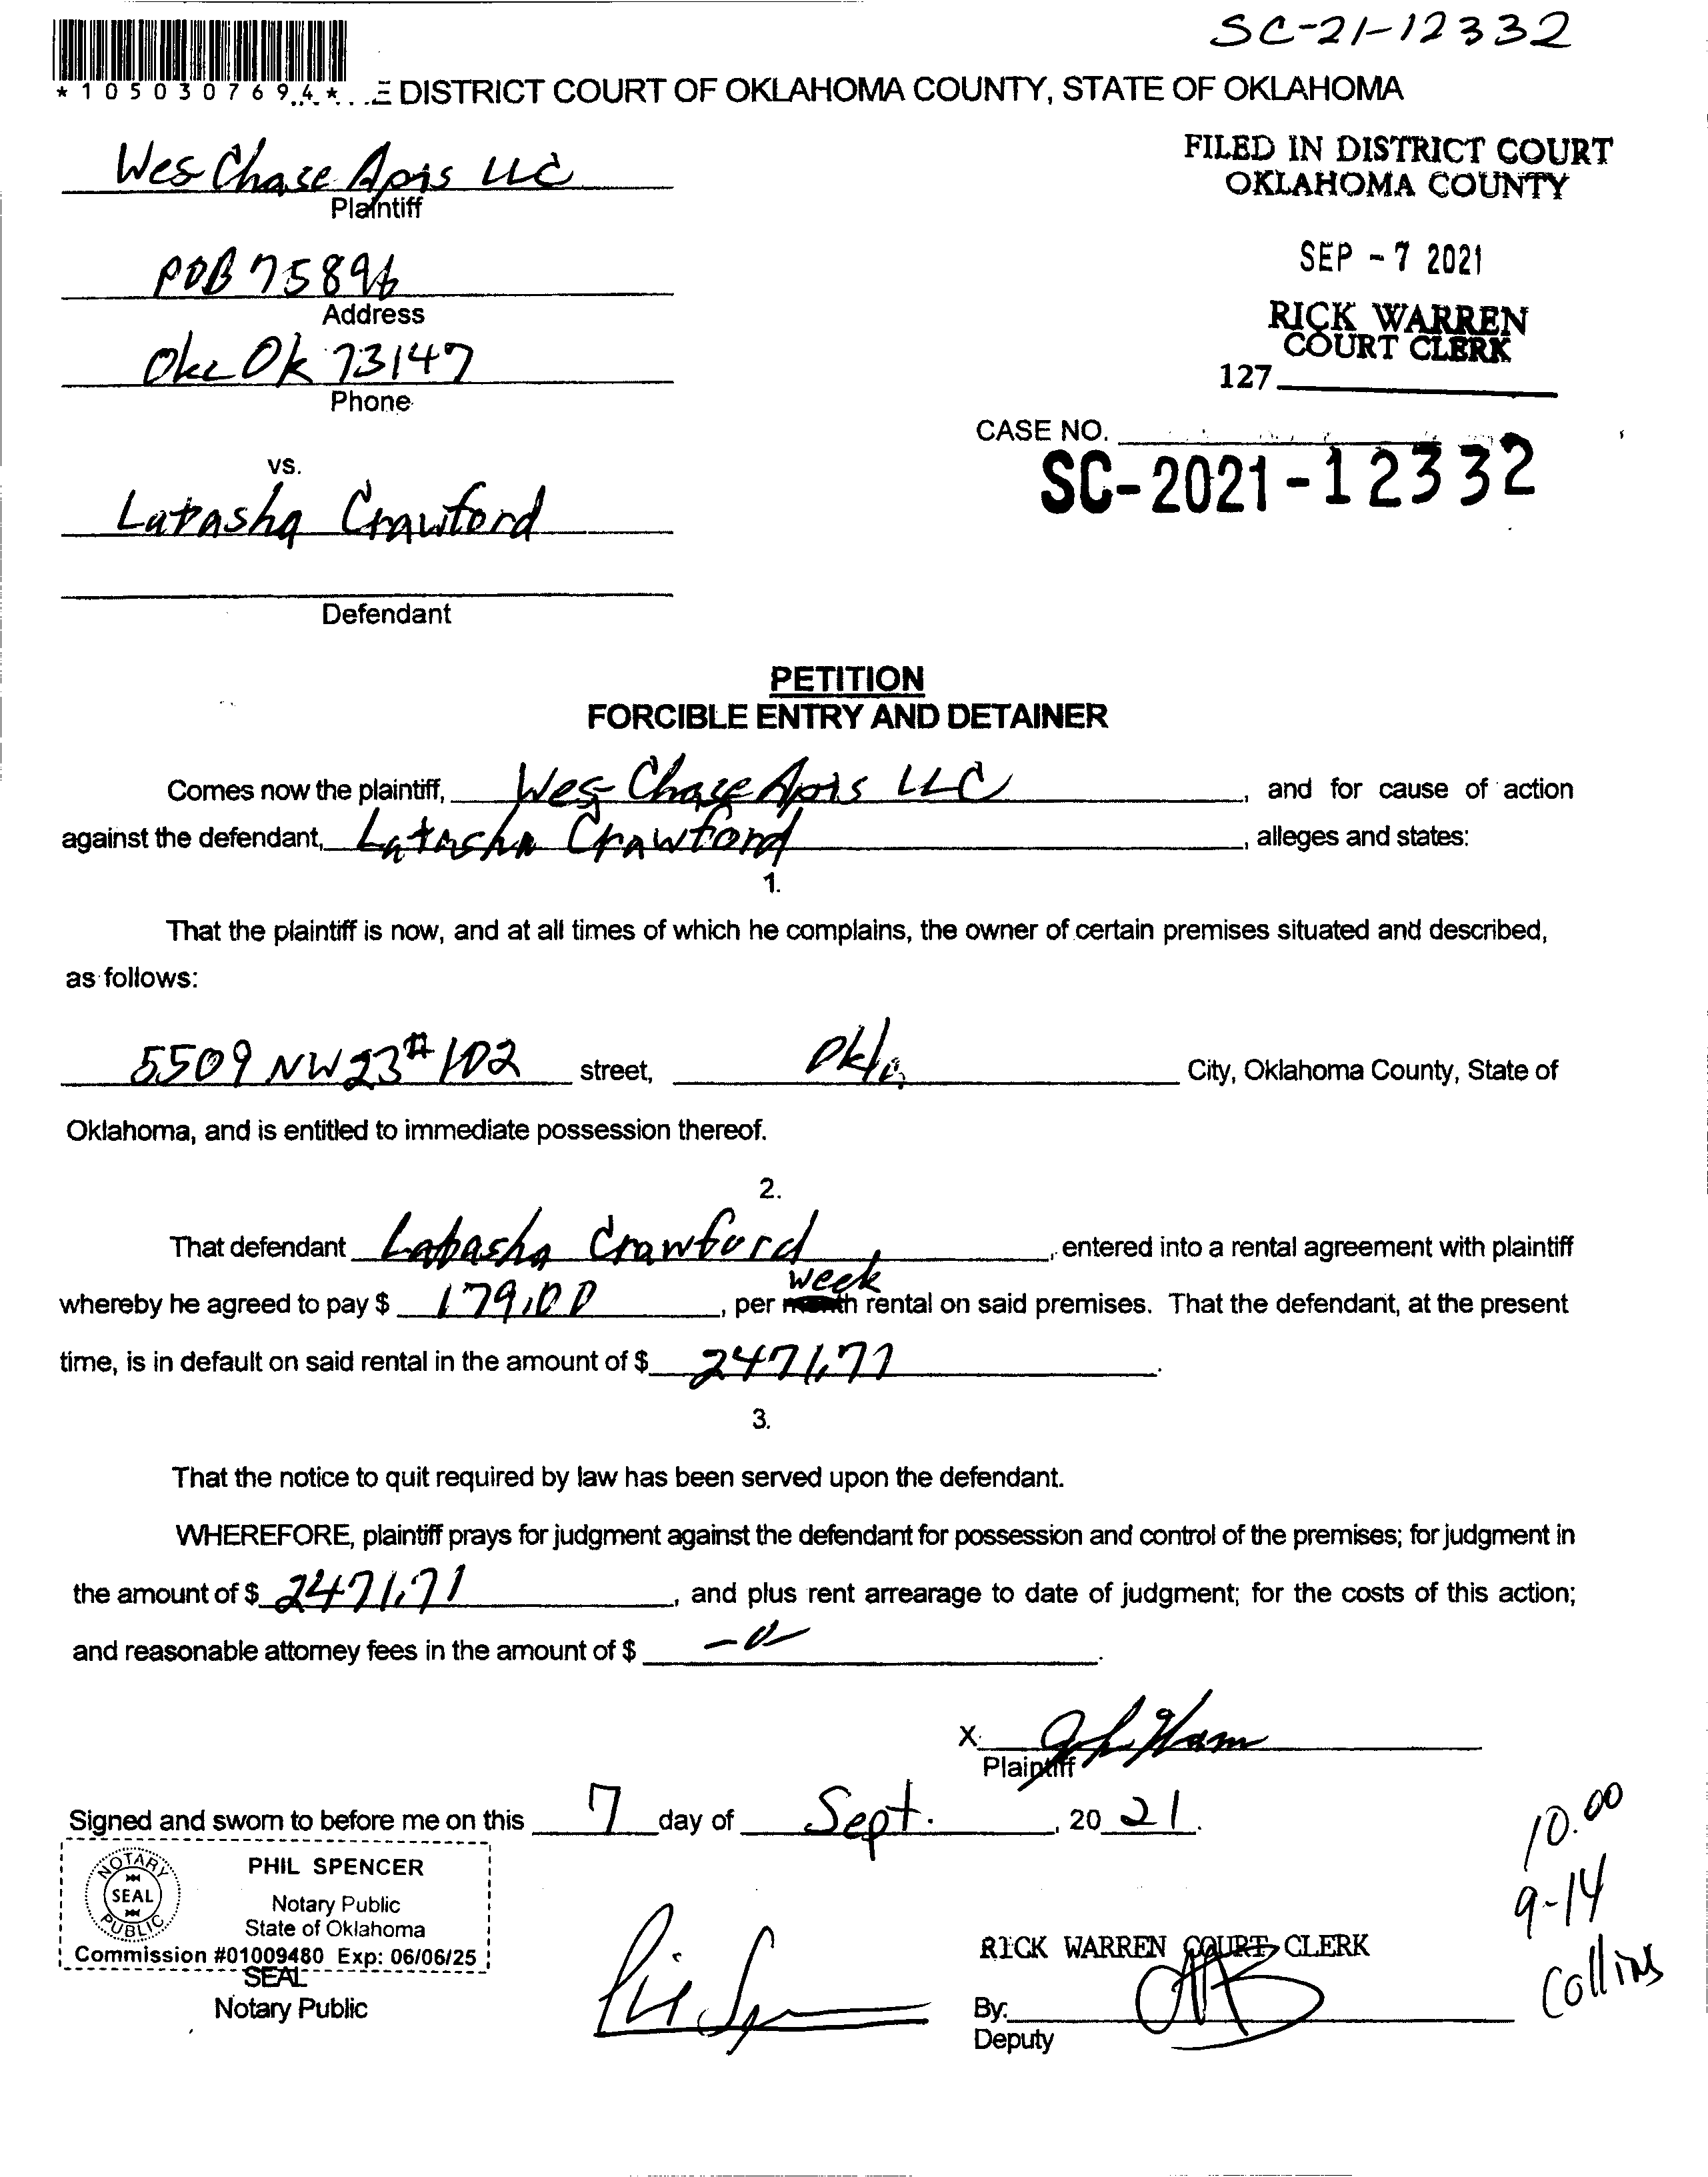 SC-21-12332
*1050307694* DISTRICT COURT OF OKLAHOMA COUNTY, STATE OF OKLAHOMA
Wes Chase Apts LLC
Plaintiff
FILED IN DISTRICT COURT
OKLAHOMA COUNTY
POB 75896
Address
SEP - 7 2021
RICK WARREN
COURT CLERK
Okc Ok 73147
Phone
127
CASE NO.
SC-2021-12332
vs.
Latasha Crawford
Defendant
PETITION
FORCIBLE ENTRY AND DETAINER
Comes now the plaintiff, Wes Chase Apts LLC, and for cause of action
against the defendant, Latasha Crawford, alleges and states:
1.
That the plaintiff is now, and at all times of which he complains, the owner of certain premises situated and described,
as follows:
5509 NW 23 # 102 street, Okla City, Oklahoma County, State of
Oklahoma, and is entitled to immediate possession thereof.
2.
That defendant Latasha Crawford, entered into a rental agreement with plaintiff
week
whereby he agreed to pay $ 179.00, per month rental on said premises. That the defendant, at the present
time, is in default on said rental in the amount of $ 2471.71.
3.
That the notice to quit required by law has been served upon the defendant.
WHEREFORE, plaintiff prays for judgment against the defendant for possession and control of the premises; for judgment in
the amount of $ 2471.71, and plus rent arrearage to date of judgment; for the costs of this action;
and reasonable attorney fees in the amount of $ -0-.
X
Plaintiff
Signed and sworn to before me on this 7 day of Sept., 20 21.
10.00
9-14
Collins
NOTARY
SEAL
PUBLIC
PHIL SPENCER
Notary Public
State of Oklahoma
Commission #01009480 Exp: 06/06/25
SEAL
Notary Public
RICK WARREN COURT CLERK
By:
Deputy